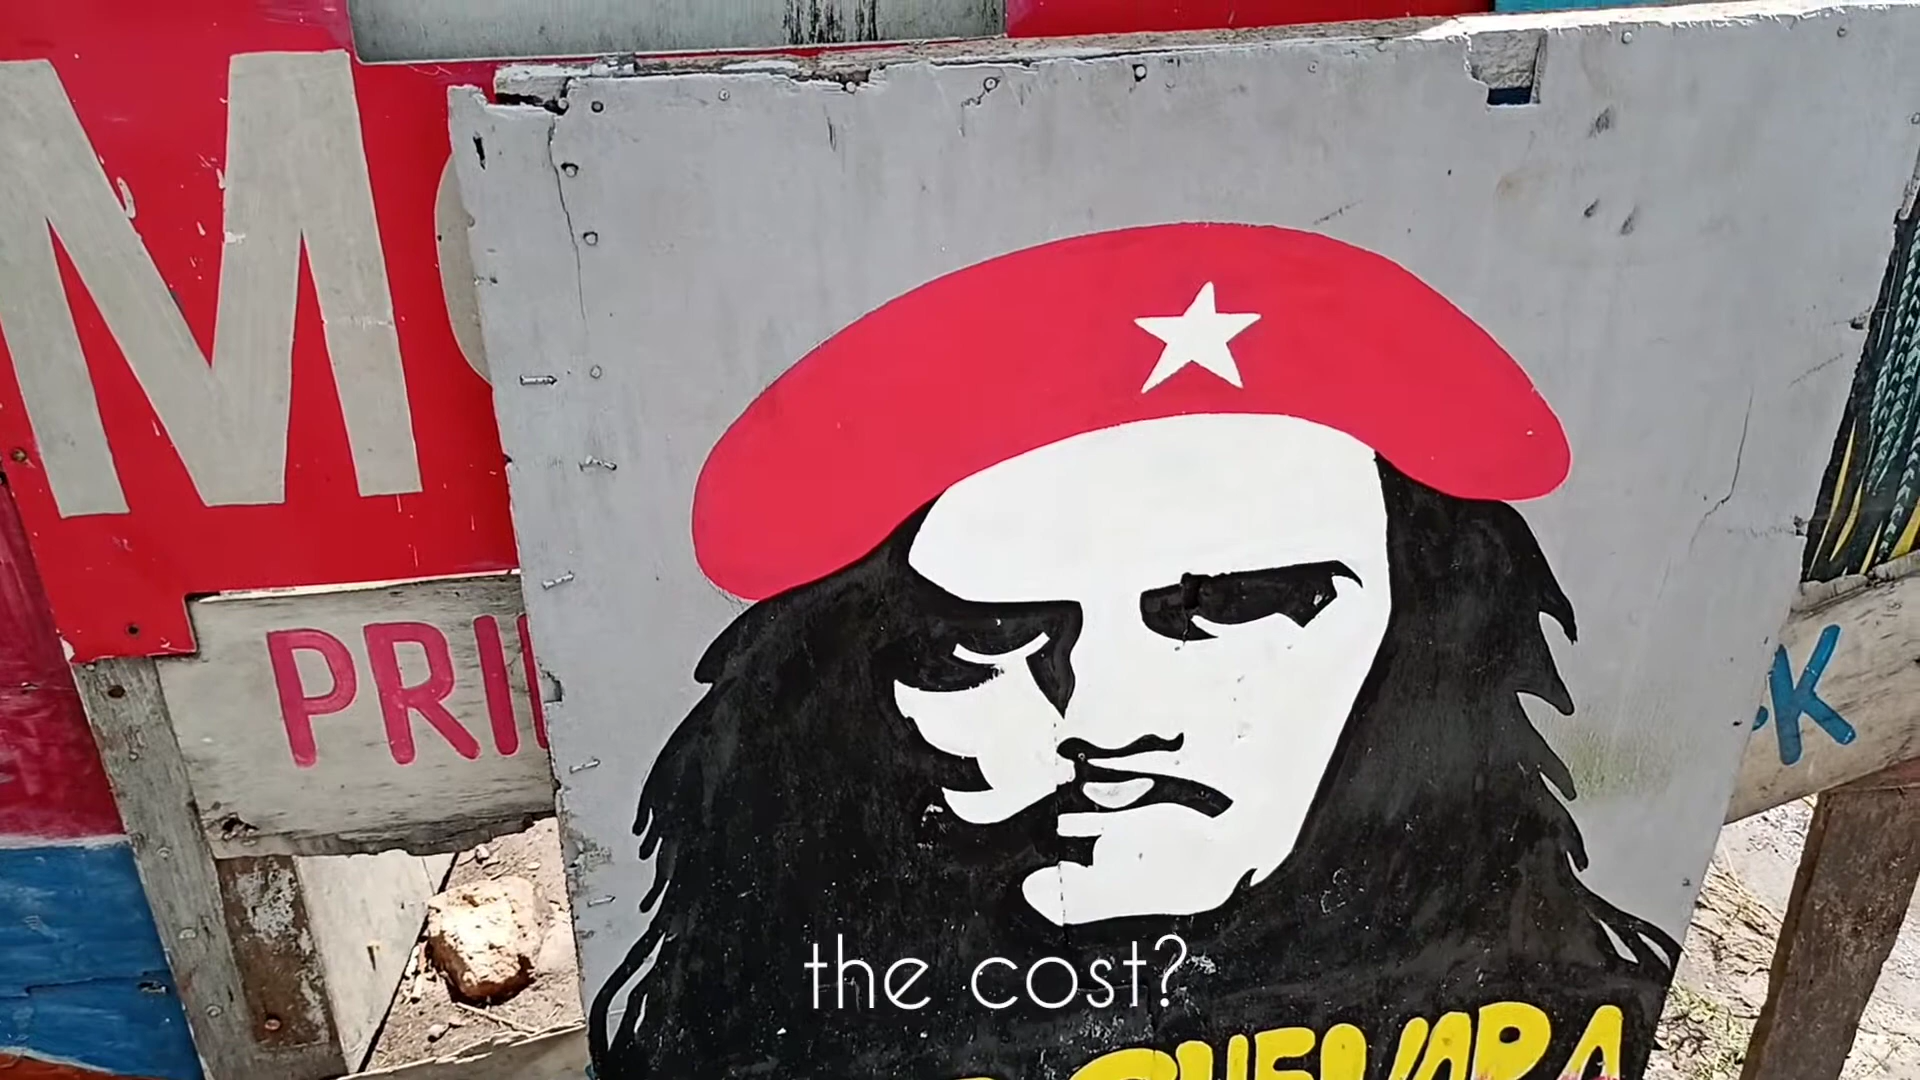 M
PRI
K
the cost?
GUEVARA